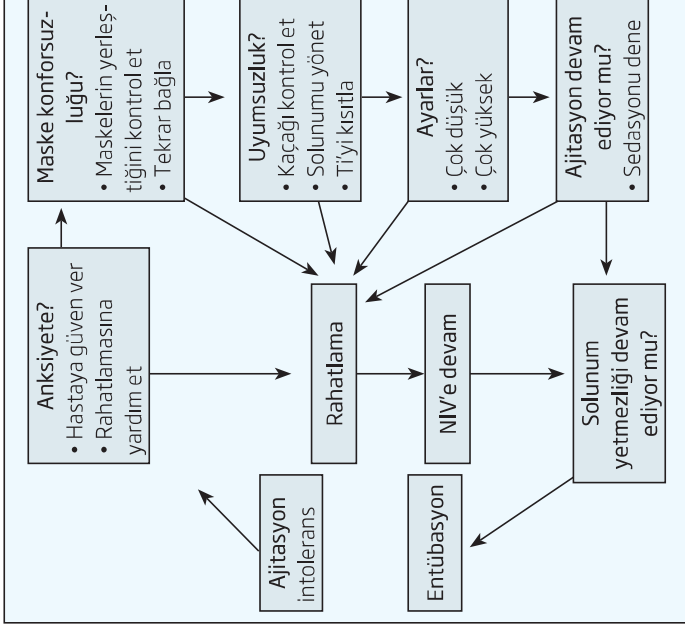 Ajitasyon
intolerans
Anksiyete?
• Hastaya güven ver
• Rahatlamasına
yardım et
Maske konforsuz-
luğu?
• Maskelerin yerleş-
tiğini kontrol et
• Tekrar bağla
Uyumsuzluk?
• Kaçağı kontrol et
• Solunumu yönet
• Ti'yi kısıtla
Ayarlar?
• Çok düşük
• Çok yüksek
Ajitasyon devam
ediyor mu?
• Sedasyonu dene
Rahatlama
NIV'e devam
Solunum
yetmezliği devam
ediyor mu?
Entübasyon